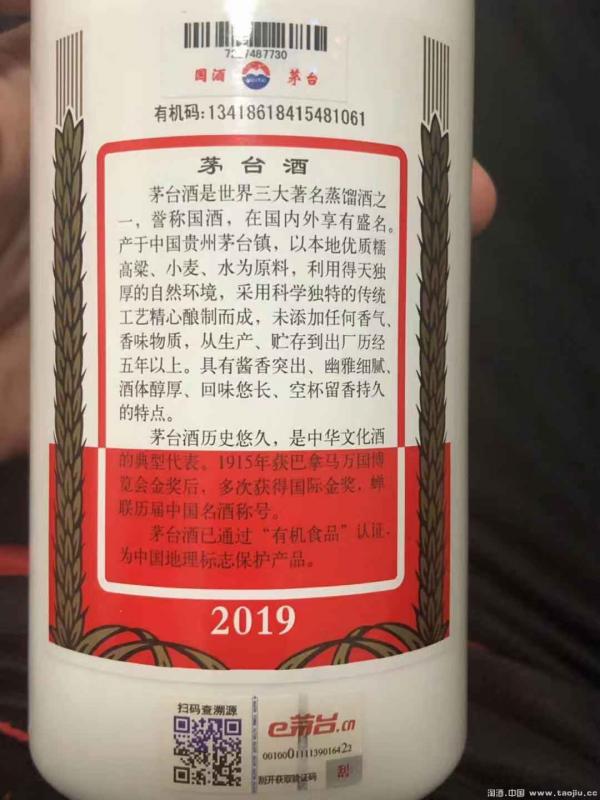 7287487730
国酒 茅台
有机码:13418618415481061
茅台酒
茅台酒是世界三大著名蒸馏酒之
一，誉称国酒，在国内外享有盛名。
产于中国贵州茅台镇，以本地优质糯
高粱、小麦、水为原料，利用得天独
厚的自然环境，采用科学独特的传统
工艺精心酿制而成，未添加任何香气、
香味物质，从生产、贮存到出厂历经
五年以上。具有酱香突出、幽雅细腻、
酒体醇厚、回味悠长、空杯留香持久
的特点。
茅台酒历史悠久，是中华文化酒
的典型代表。1915年获巴拿马万国博
览会金奖后，多次获得国际金奖，蝉
联历届中国名酒称号。
茅台酒已通过“有机食品”认证，
为中国地理标志保护产品。
2019
扫码查溯源
e茅台.cn
001000111139016422
刮开获取验证码 刮
淘酒.中国 www.taojiu.cc